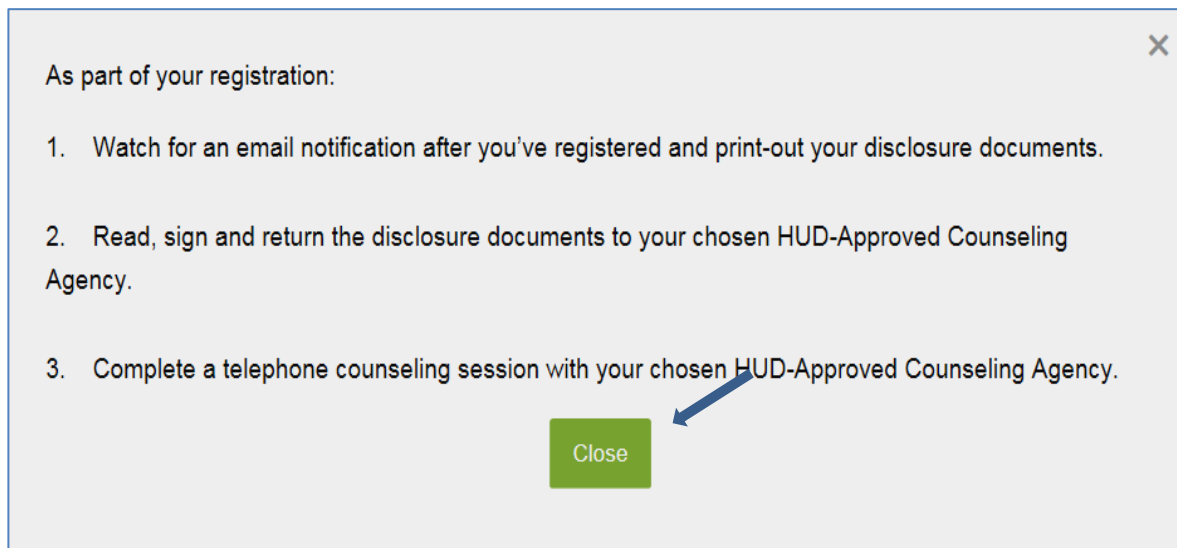 As part of your registration:
1. Watch for an email notification after you’ve registered and print-out your disclosure documents.
2. Read, sign and return the disclosure documents to your chosen HUD-Approved Counseling
Agency.
3. Complete a telephone counseling session with your chosen HUD-Approved Counseling Agency.
Close